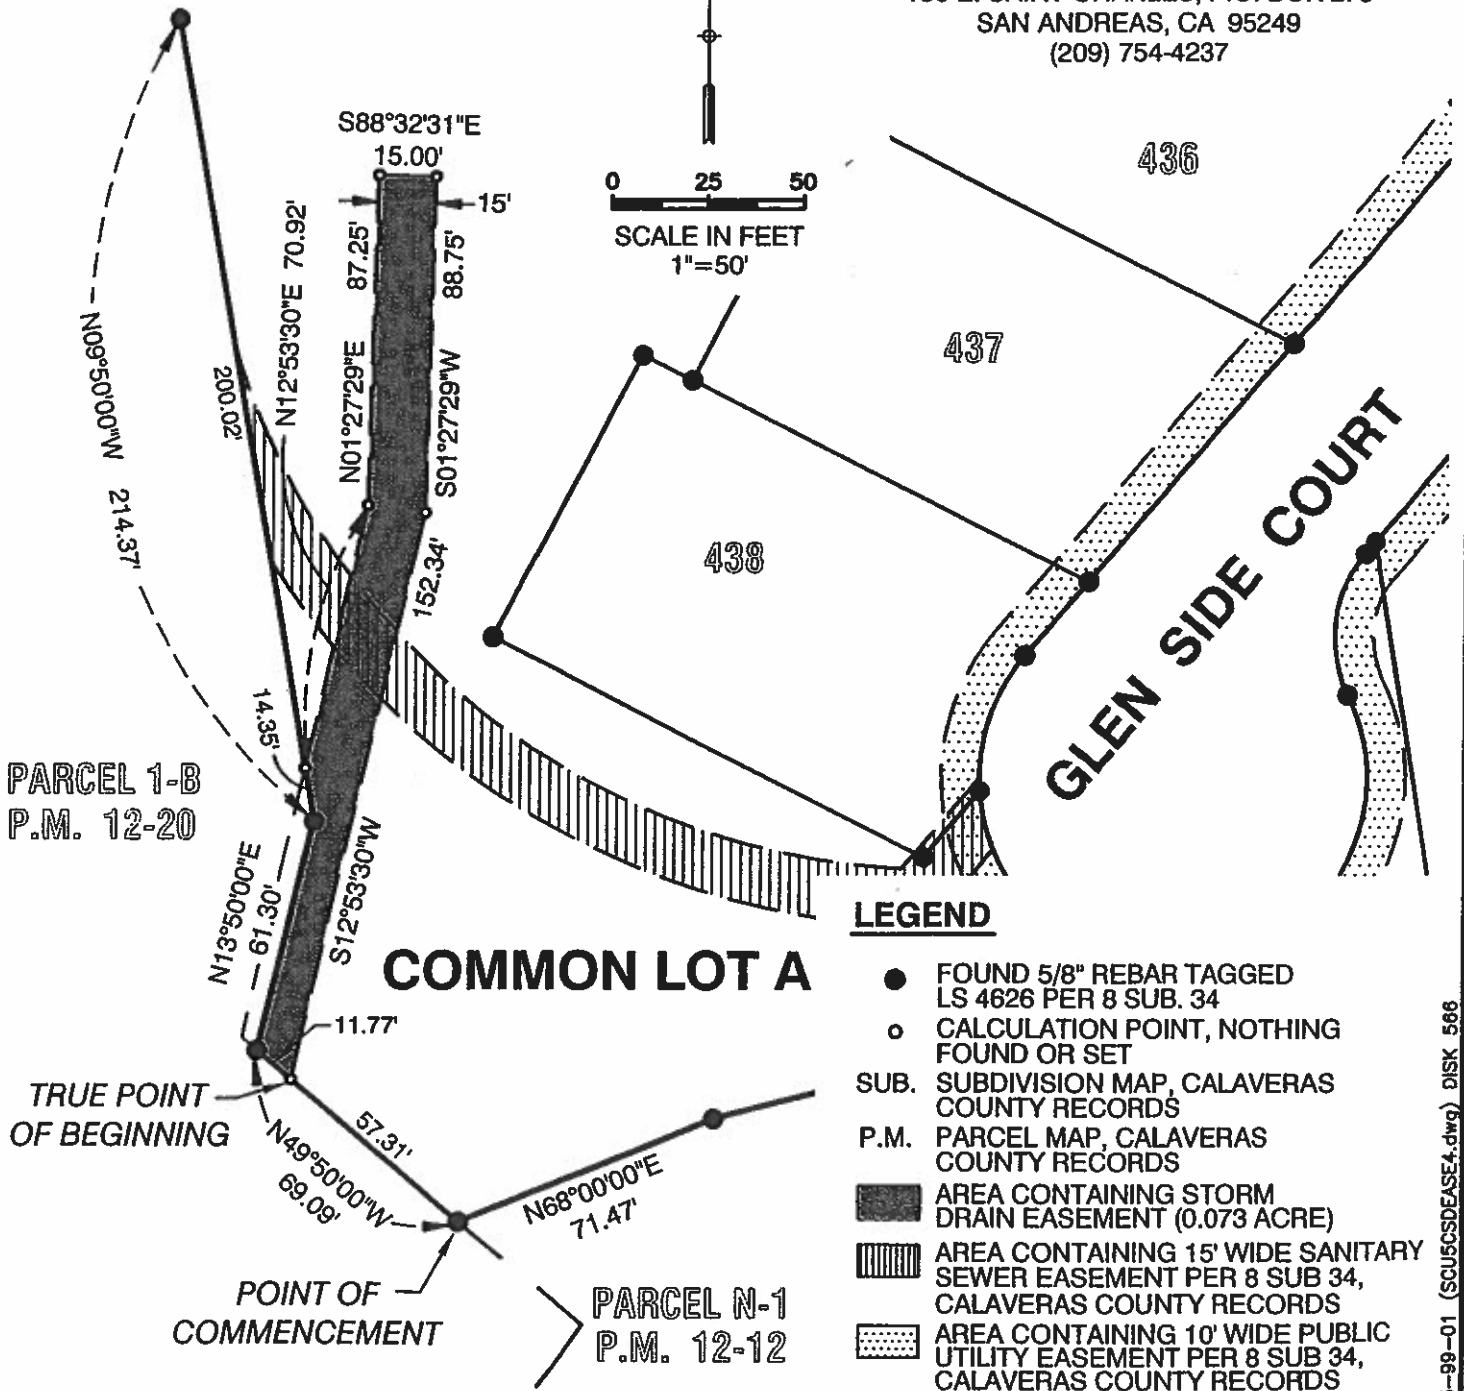 SAN ANDREAS, CA 95249
(209) 754-4237
S88°32'31"E
15.00'
15'
87.25'
88.75'
N01°27'29"E
S01°27'29"W
N12°53'30"E 70.92'
N09°50'00"W 214.37'
200.02'
152.34'
14.35'
0 25 50
SCALE IN FEET
1"=50'
436
437
438
GLEN SIDE COURT
PARCEL 1-B
P.M. 12-20
N13°50'00"E
61.30'
S12°53'30"W
COMMON LOT A
11.77'
TRUE POINT
OF BEGINNING
57.31'
N49°50'00"W
69.09'
N68°00'00"E
71.47'
POINT OF
COMMENCEMENT
PARCEL N-1
P.M. 12-12
LEGEND
FOUND 5/8" REBAR TAGGED
LS 4626 PER 8 SUB. 34
CALCULATION POINT, NOTHING
FOUND OR SET
SUB. SUBDIVISION MAP, CALAVERAS
COUNTY RECORDS
P.M. PARCEL MAP, CALAVERAS
COUNTY RECORDS
AREA CONTAINING STORM
DRAIN EASEMENT (0.073 ACRE)
AREA CONTAINING 15' WIDE SANITARY
SEWER EASEMENT PER 8 SUB 34,
CALAVERAS COUNTY RECORDS
AREA CONTAINING 10' WIDE PUBLIC
UTILITY EASEMENT PER 8 SUB 34,
CALAVERAS COUNTY RECORDS
-99-01 (SCU5CSDEASE4.dwg) DISK 566